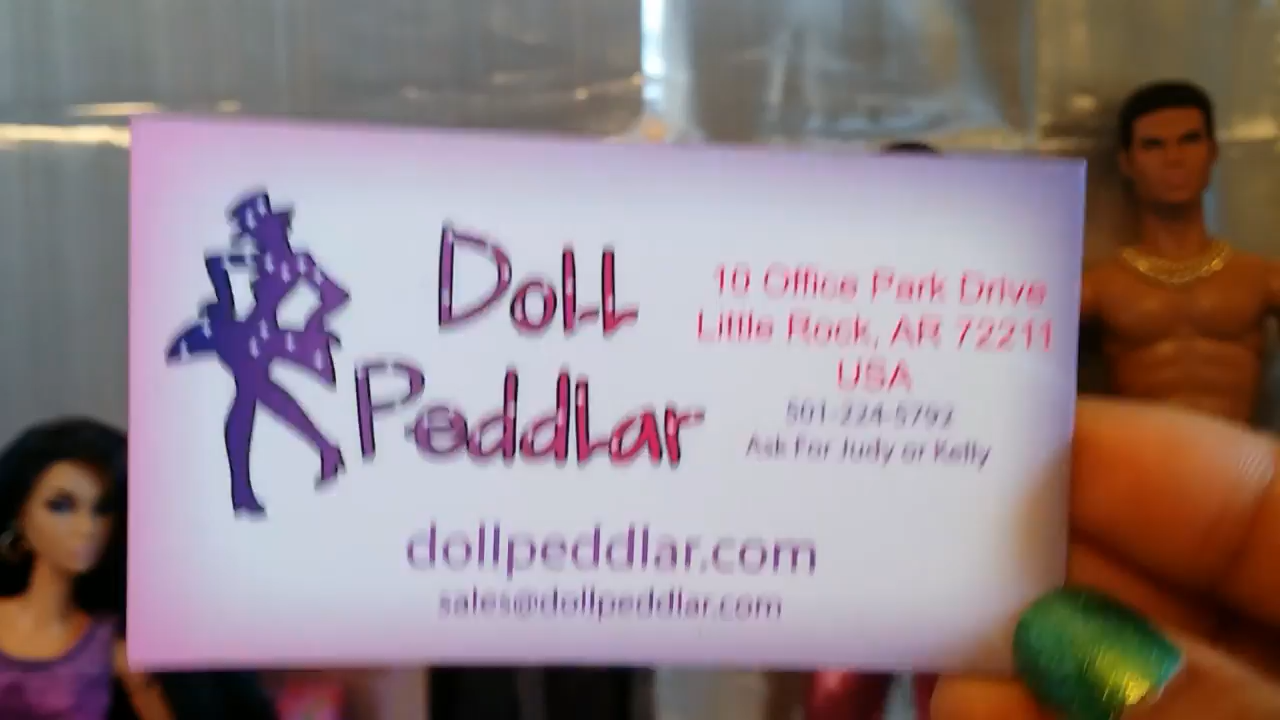 Doll
Peddlar
10 Office Park Drive
Little Rock, AR 72211
USA
501-224-5792
Ask For Judy or Kelly
dollpeddlar.com
sales@dollpeddlar.com